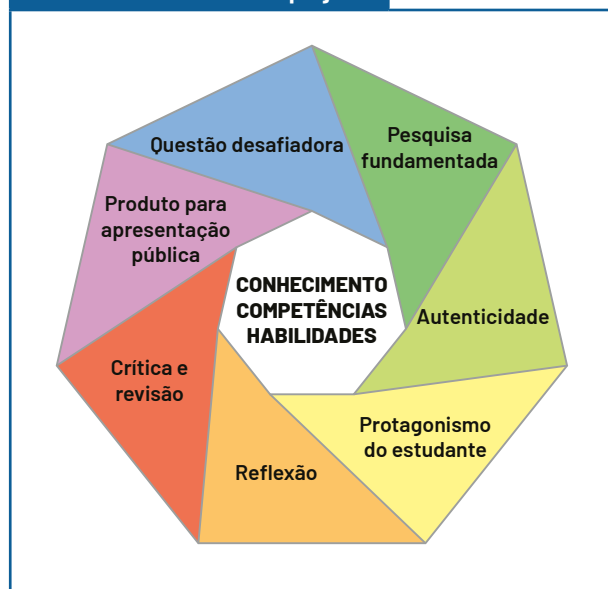 Questão desafiadora
Pesquisa
fundamentada
Autenticidade
Protagonismo
do estudante
Reflexão
Crítica e
revisão
Produto para
apresentação
pública
CONHECIMENTO
COMPETÊNCIAS
HABILIDADES